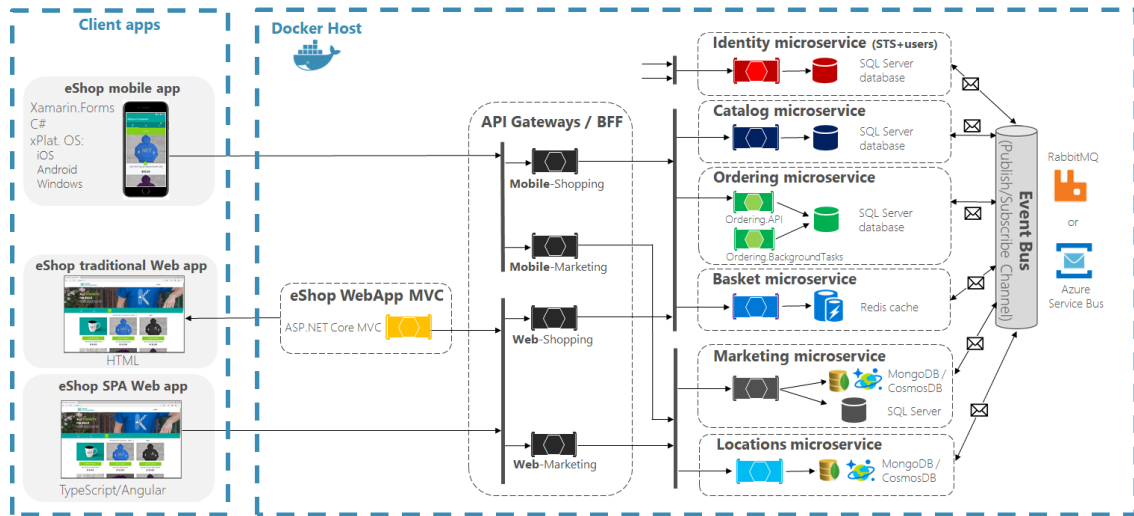 Client apps
eShop mobile app
Xamarin.Forms
C#
xPlat. OS:
iOS
Android
Windows
eShop traditional Web app
HTML
eShop SPA Web app
TypeScript/Angular
Docker Host
eShop WebApp MVC
ASP.NET Core MVC
API Gateways / BFF
Mobile-Shopping
Mobile-Marketing
Web-Shopping
Web-Marketing
Identity microservice (STS+users)
SQL Server
database
Catalog microservice
SQL Server
database
Ordering microservice
Ordering.API
SQL Server
database
Ordering.BackgroundTasks
Basket microservice
Redis cache
Marketing microservice
MongoDB /
CosmosDB
SQL Server
Locations microservice
MongoDB /
CosmosDB
Event Bus
(Publish/Subscribe Channel)
RabbitMQ
or
Azure
Service Bus